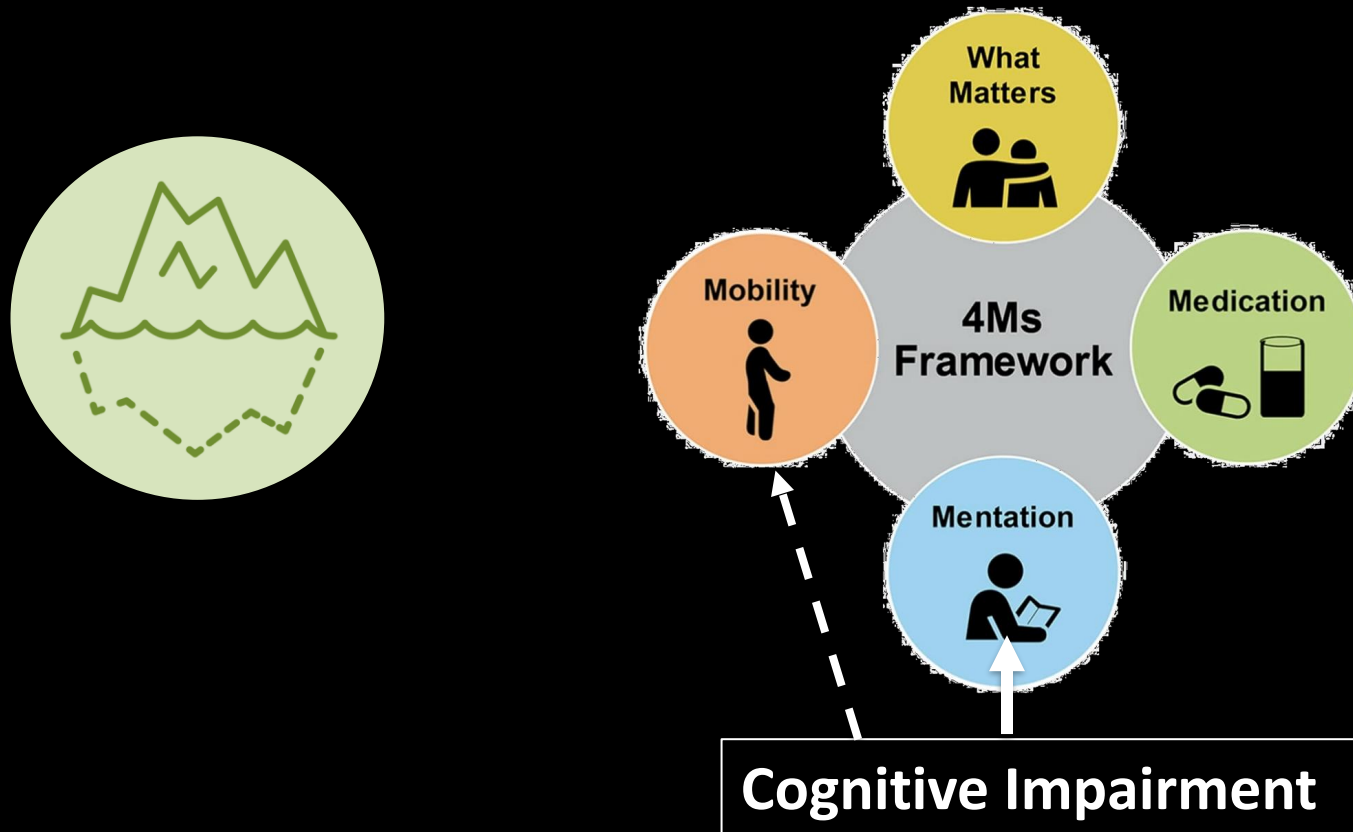 What
Matters
Mobility
4Ms
Framework
Medication
Mentation
Cognitive Impairment